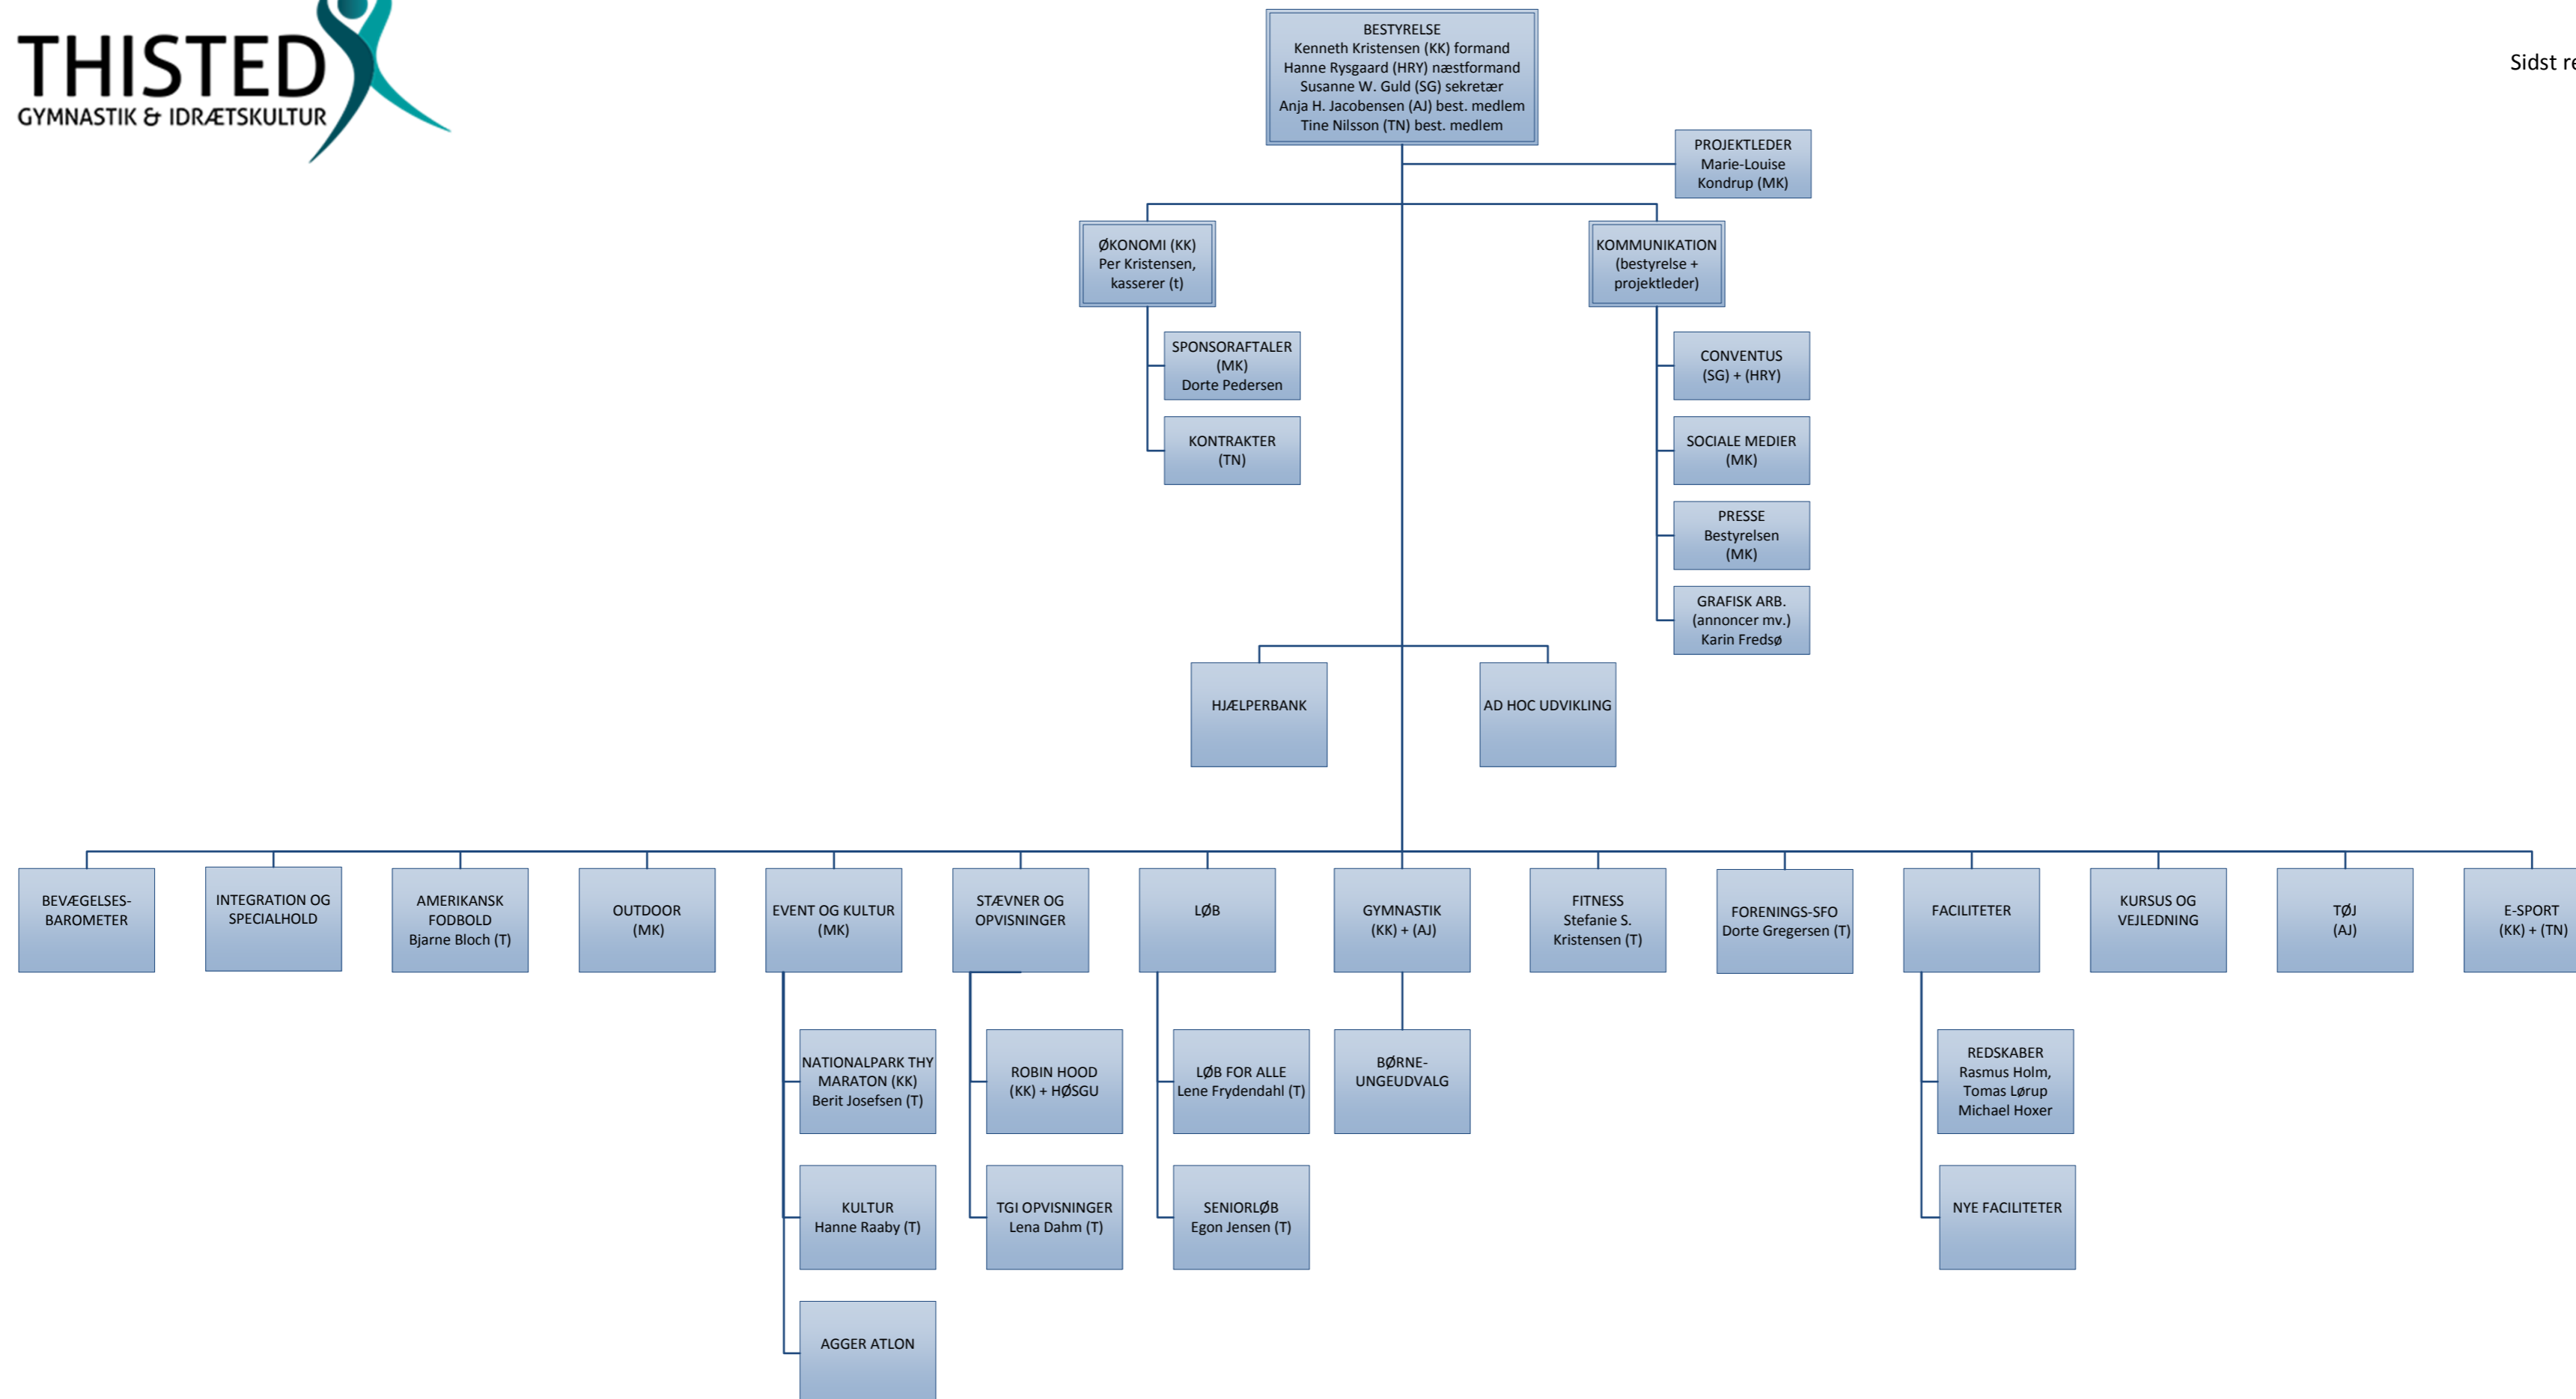 THISTED
GYMNASTIK & IDRÆTSKULTUR
BESTYRELSE
Kenneth Kristensen (KK) formand
Hanne Rysgaard (HRY) næstformand
Susanne W. Guld (SG) sekretær
Anja H. Jacobensen (AJ) best. medlem
Tine Nilsson (TN) best. medlem
Sidst
PROJEKTLEDER
Marie-Louise
Kondrup (MK)
ØKONOMI (KK)
Per Kristensen,
kasserer (t)
KOMMUNIKATION
(bestyrelse +
projektleder)
SPONSORAFTALER
(MK)
Dorte Pedersen
KONTRAKTER
(TN)
CONVENTUS
(SG) + (HRY)
SOCIALE MEDIER
(MK)
PRESSE
Bestyrelsen
(MK)
GRAFISK ARB.
(annoncer mv.)
Karin Fredsø
HJÆLPERBANK
AD HOC UDVIKLING
BEVÆGELSES-
BAROMETER
INTEGRATION OG
SPECIALHOLD
AMERIKANSK
FODBOLD
Bjarne Bloch (T)
OUTDOOR
(MK)
EVENT OG KULTUR
(MK)
STÆVNER OG
OPVISNINGER
LØB
GYMNASTIK
(KK) + (AJ)
FITNESS
Stefanie S.
Kristensen (T)
FORENINGS-SFO
Dorte Gregersen (T)
FACILITETER
KURSUS OG
VEJLEDNING
TØJ
(AJ)
E-SPORT
(KK) + (TN)
NATIONALPARK THY
MARATON (KK)
Berit Josefsen (T)
ROBIN HOOD
(KK) + HØSGU
LØB FOR ALLE
Lene Frydendahl (T)
BØRNE-
UNGEUDVALG
REDSKABER
Rasmus Holm,
Tomas Lørup
Michael Hoxer
KULTUR
Hanne Raaby (T)
TGI OPVISNINGER
Lena Dahm (T)
SENIORLØB
Egon Jensen (T)
NYE FACILITETER
AGGER ATLON